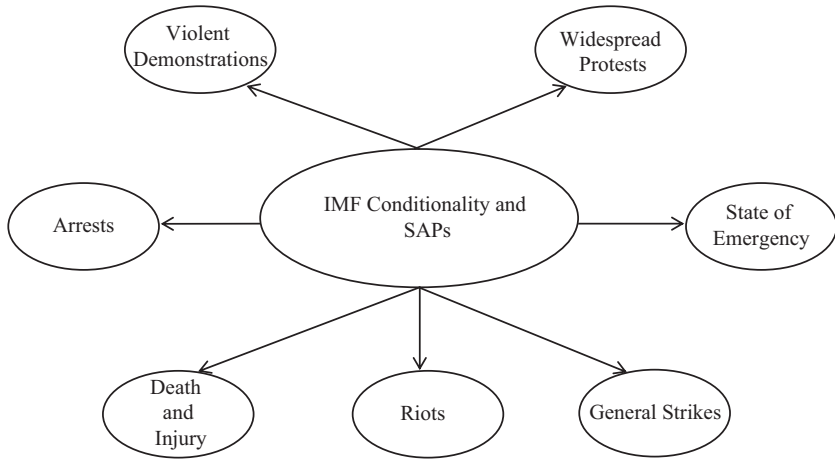 Violent
Demonstrations
Widespread
Protests
IMF Conditionality and
SAPs
Arrests
State of
Emergency
Death
and
Injury
Riots
General Strikes